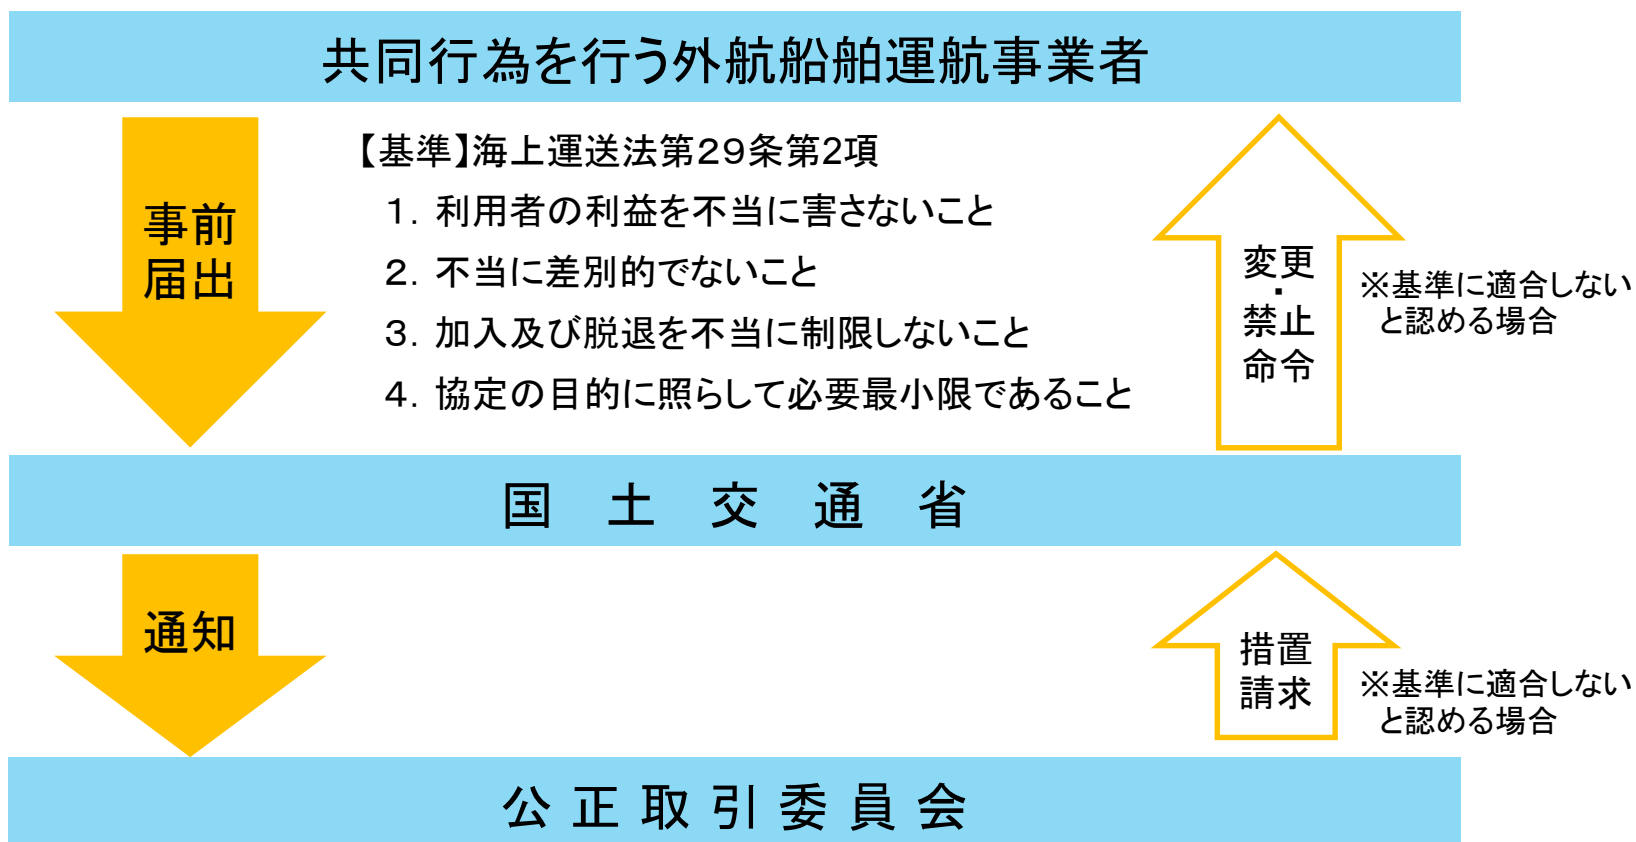 共同行為を行う外航船舶運航事業者
事前
届出
【基準】海上運送法第29条第2項
1．利用者の利益を不当に害さないこと
2．不当に差別的でないこと
3．加入及び脱退を不当に制限しないこと
4．協定の目的に照らして必要最小限であること
変更
・
禁止
命令
※基準に適合しない
と認める場合
国土交通省
通知
措置
請求
※基準に適合しない
と認める場合
公正取引委員会